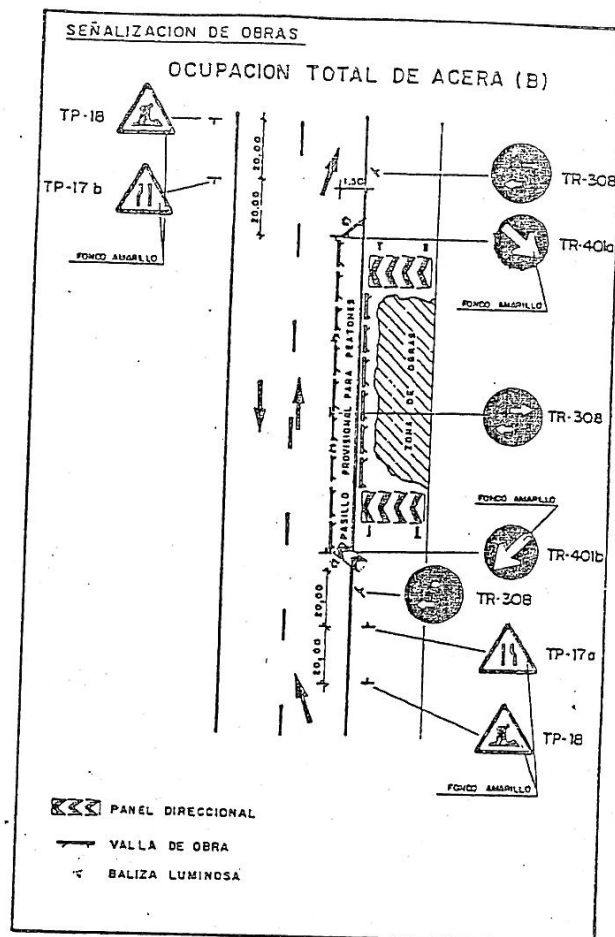 SEÑALIZACION DE OBRAS
OCUPACION TOTAL DE ACERA (B)
TP-18
TP-17 b
FONDO AMARILLO
20,00
20,00
1,50
TR-308
TR-401a
FONDO AMARILLO
PASILLO PROVISIONAL PARA PEATONES
ZONA DE OBRAS
TR-308
FONDO AMARILLO
TR-401b
TR-308
20,00
20,00
TP-17a
TP-18
FONDO AMARILLO
PANEL DIRECCIONAL
VALLA DE OBRA
BALIZA LUMINOSA